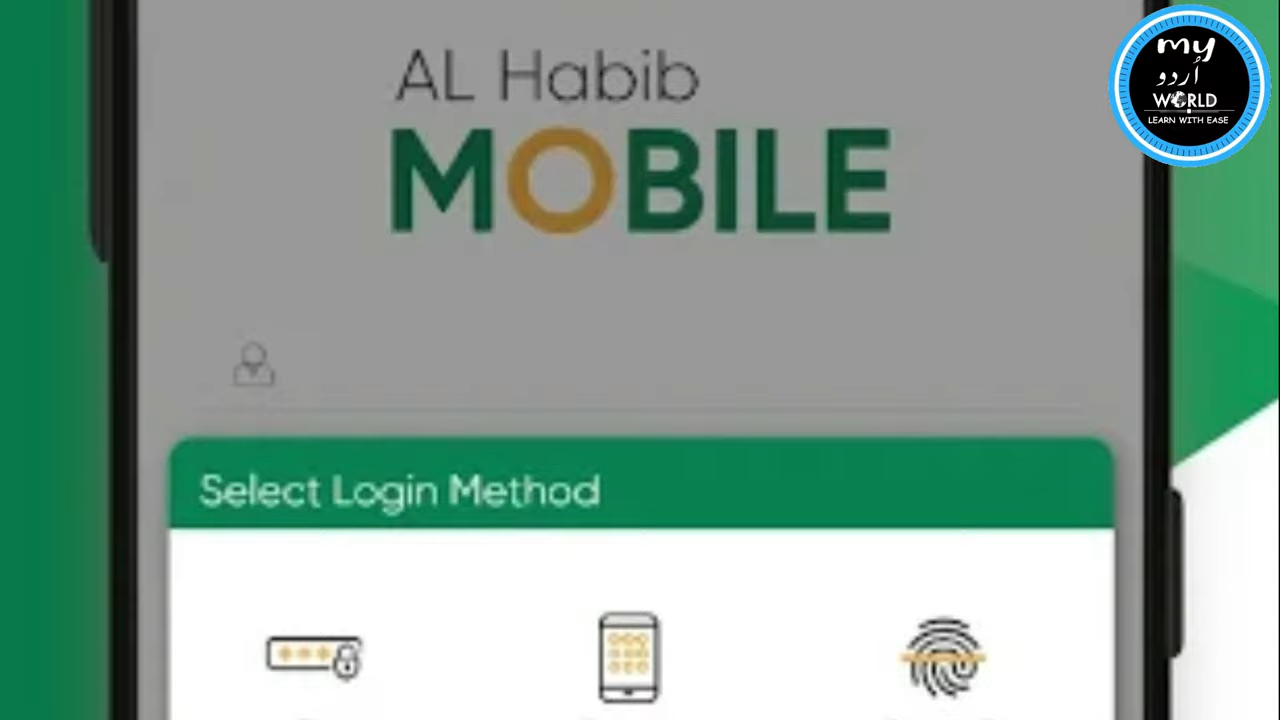 AL Habib
MOBILE
Select Login Method
my
اُردو
WORLD
LEARN WITH EASE